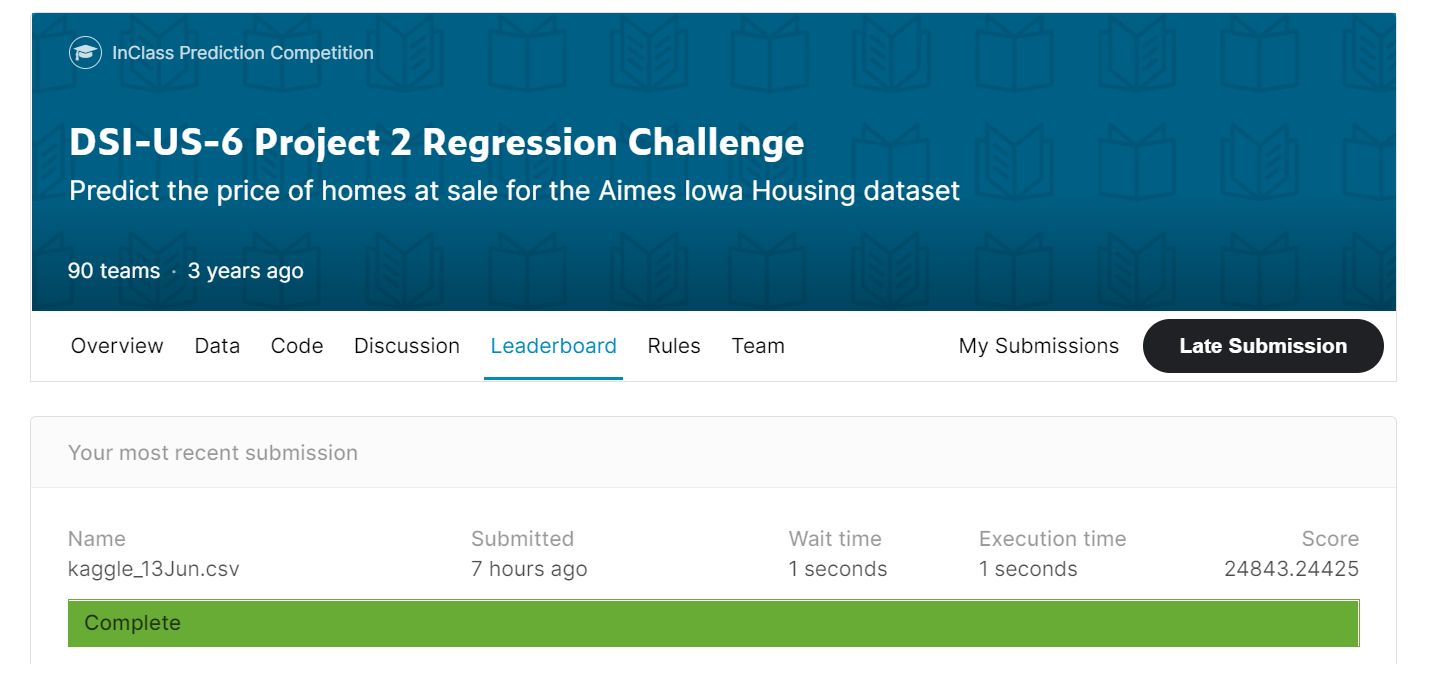 InClass Prediction Competition
DSI-US-6 Project 2 Regression Challenge
Predict the price of homes at sale for the Aimes Iowa Housing dataset
90 teams · 3 years ago
Overview Data Code Discussion Leaderboard Rules Team My Submissions Late Submission
Your most recent submission
Name Submitted Wait time Execution time Score
kaggle_13Jun.csv 7 hours ago 1 seconds 1 seconds 24843.24425
Complete